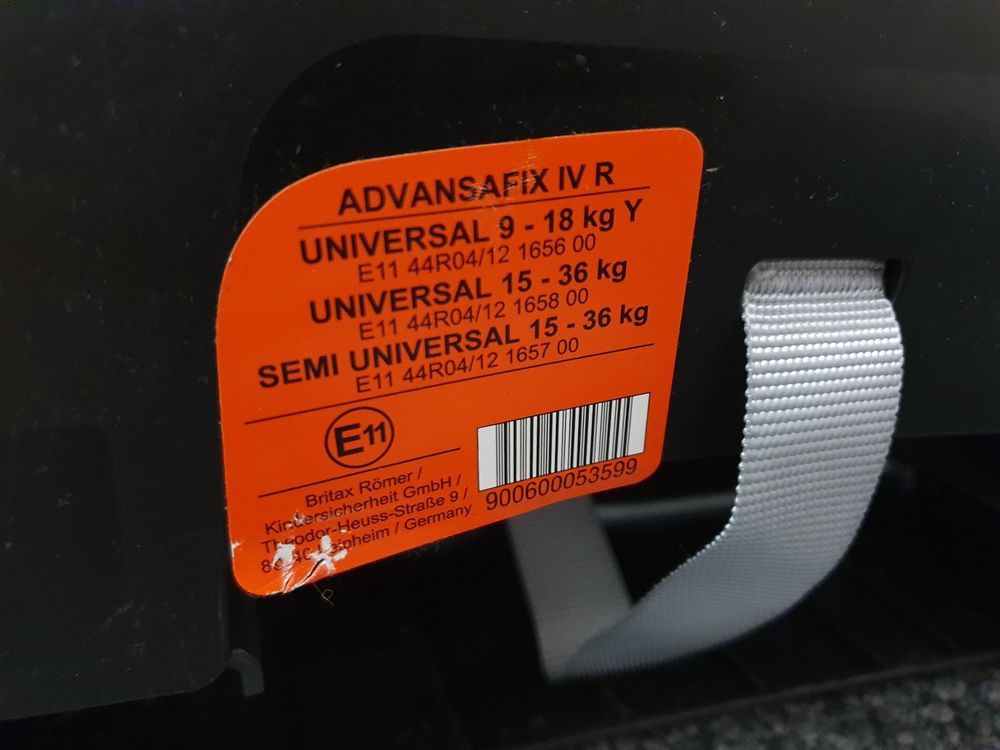 ADVANSAFIX IV R
UNIVERSAL 9 - 18 kg Y
E11 44R04/12 1656 00
UNIVERSAL 15 - 36 kg
E11 44R04/12 1658 00
SEMI UNIVERSAL 15 - 36 kg
E11 44R04/12 1657 00
E11
Britax Römer /
Kindersicherheit GmbH /
Theodor-Heuss-Straße 9 /
/ Germany
900600053599